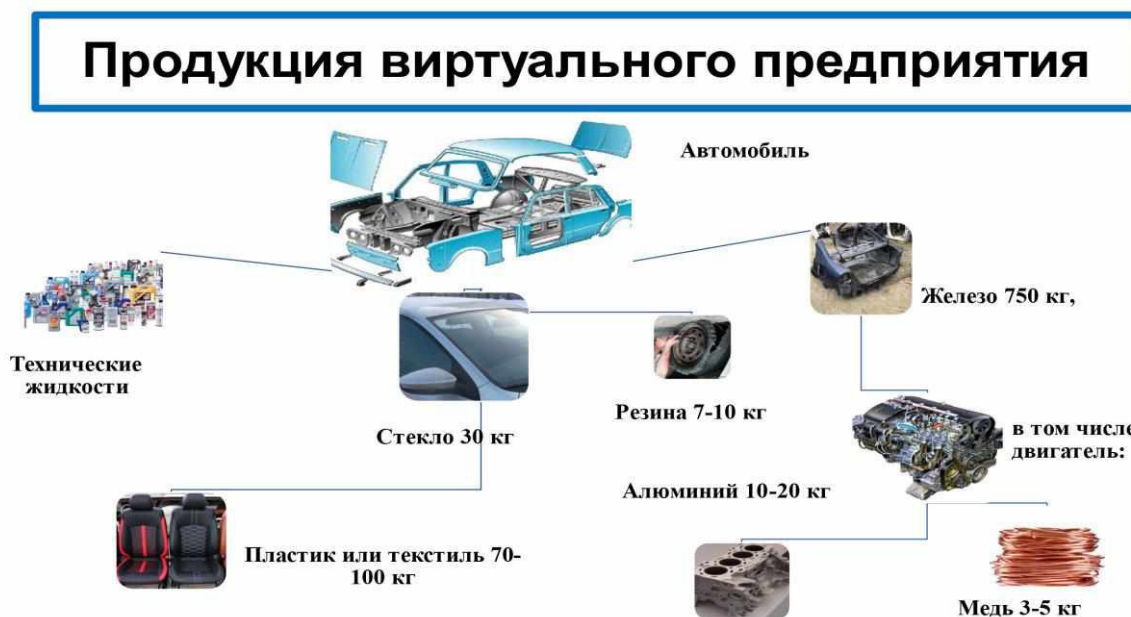 Продукция виртуального предприятия
Автомобиль
Железо 750 кг,
Технические
жидкости
Стекло 30 кг
Резина 7-10 кг
в том числе
двигатель:
Алюминий 10-20 кг
Пластик или текстиль 70-
100 кг
Медь 3-5 кг